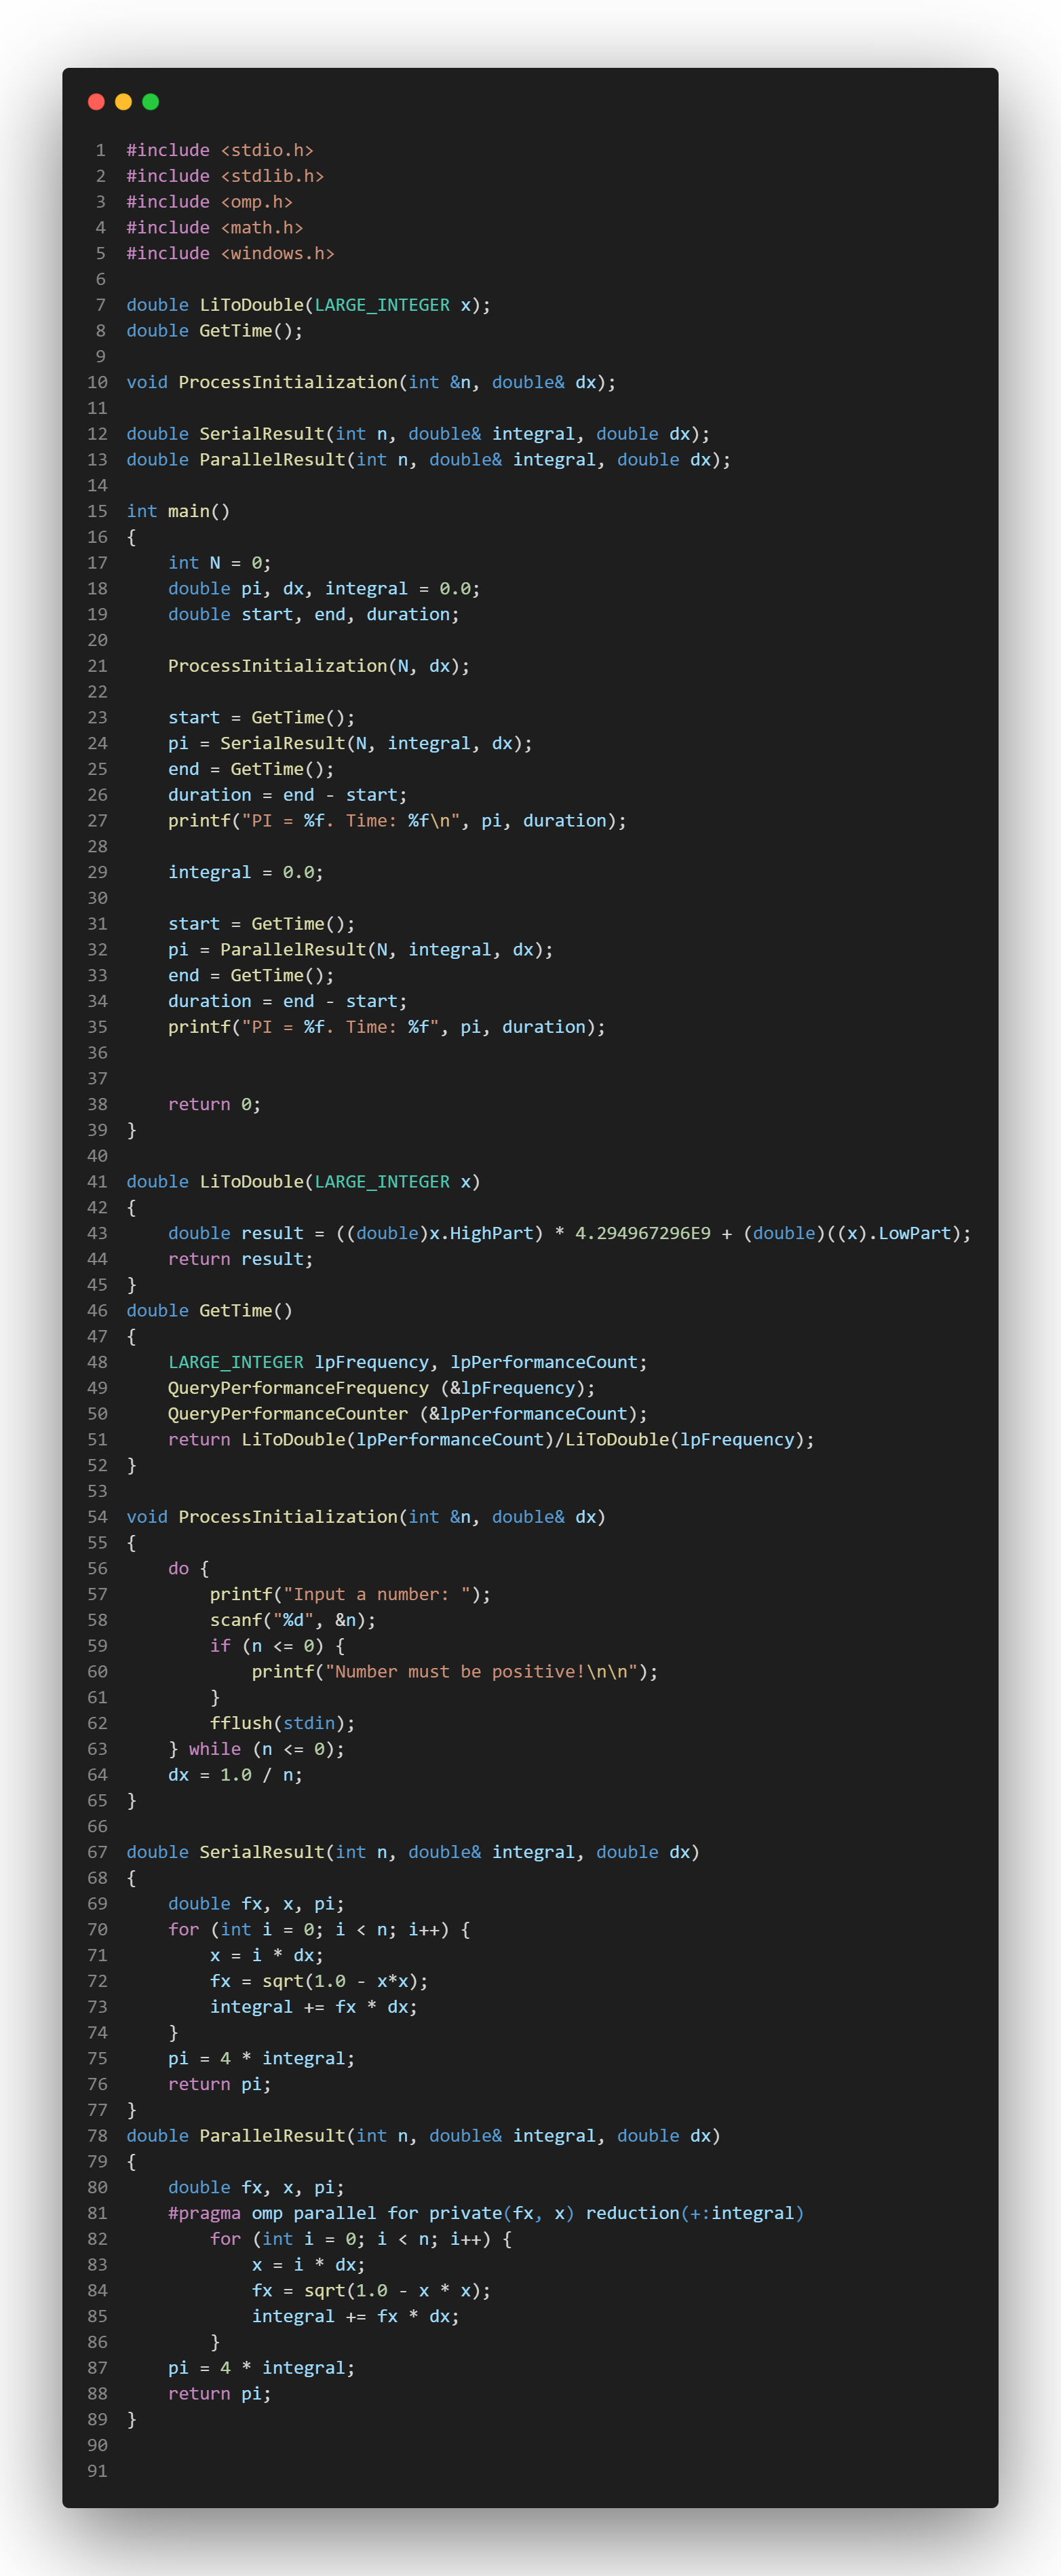 1 #include <stdio.h>
2 #include <stdlib.h>
3 #include <omp.h>
4 #include <math.h>
5 #include <windows.h>
6
7 double LiToDouble(LARGE_INTEGER x);
8 double GetTime();
9
10 void ProcessInitialization(int &n, double& dx);
11
12 double SerialResult(int n, double& integral, double dx);
13 double ParallelResult(int n, double& integral, double dx);
14
15 int main()
16 {
17     int N = 0;
18     double pi, dx, integral = 0.0;
19     double start, end, duration;
20
21     ProcessInitialization(N, dx);
22
23     start = GetTime();
24     pi = SerialResult(N, integral, dx);
25     end = GetTime();
26     duration = end - start;
27     printf("PI = %f. Time: %f\n", pi, duration);
28
29     integral = 0.0;
30
31     start = GetTime();
32     pi = ParallelResult(N, integral, dx);
33     end = GetTime();
34     duration = end - start;
35     printf("PI = %f. Time: %f", pi, duration);
36
37
38     return 0;
39 }
40
41 double LiToDouble(LARGE_INTEGER x)
42 {
43     double result = ((double)x.HighPart) * 4.294967296E9 + (double)((x).LowPart);
44     return result;
45 }
46 double GetTime()
47 {
48     LARGE_INTEGER lpFrequency, lpPerformanceCount;
49     QueryPerformanceFrequency (&lpFrequency);
50     QueryPerformanceCounter (&lpPerformanceCount);
51     return LiToDouble(lpPerformanceCount)/LiToDouble(lpFrequency);
52 }
53
54 void ProcessInitialization(int &n, double& dx)
55 {
56     do {
57         printf("Input a number: ");
58         scanf("%d", &n);
59         if (n <= 0) {
60             printf("Number must be positive!\n\n");
61         }
62         fflush(stdin);
63     } while (n <= 0);
64     dx = 1.0 / n;
65 }
66
67 double SerialResult(int n, double& integral, double dx)
68 {
69     double fx, x, pi;
70     for (int i = 0; i < n; i++) {
71         x = i * dx;
72         fx = sqrt(1.0 - x*x);
73         integral += fx * dx;
74     }
75     pi = 4 * integral;
76     return pi;
77 }
78 double ParallelResult(int n, double& integral, double dx)
79 {
80     double fx, x, pi;
81     #pragma omp parallel for private(fx, x) reduction(+:integral)
82         for (int i = 0; i < n; i++) {
83             x = i * dx;
84             fx = sqrt(1.0 - x * x);
85             integral += fx * dx;
86         }
87     pi = 4 * integral;
88     return pi;
89 }
90
91